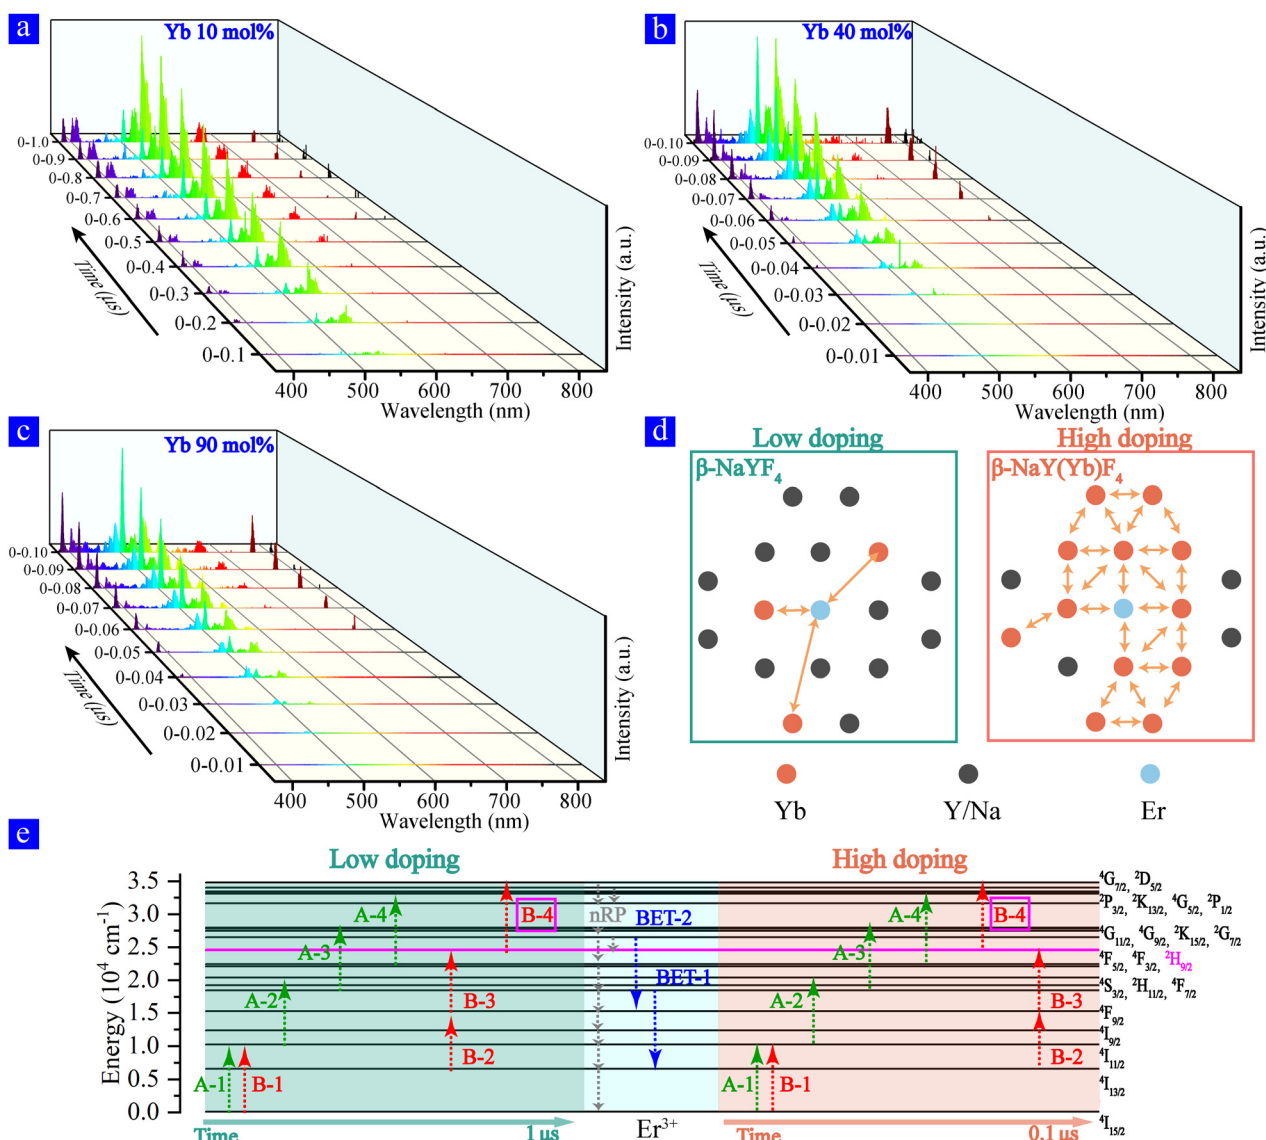 a
Yb 10 mol%
0-1.0
0-0.9
0-0.8
0-0.7
0-0.6
0-0.5
0-0.4
0-0.3
0-0.2
0-0.1
Time (μs)
400 500 600 700 800
Wavelength (nm)
Intensity (a.u.)
b
Yb 40 mol%
0-0.10
0-0.09
0-0.08
0-0.07
0-0.06
0-0.05
0-0.04
0-0.03
0-0.02
0-0.01
Time (μs)
400 500 600 700 800
Wavelength (nm)
Intensity (a.u.)
c
Yb 90 mol%
0-0.10
0-0.09
0-0.08
0-0.07
0-0.06
0-0.05
0-0.04
0-0.03
0-0.02
0-0.01
Time (μs)
400 500 600 700 800
Wavelength (nm)
Intensity (a.u.)
d
Low doping High doping
β-NaYF₄ β-NaY(Yb)F₄
Yb Y/Na Er
e
Low doping High doping
Energy (10⁴ cm⁻¹)
3.5
3.0
2.5
2.0
1.5
1.0
0.5
0.0
A-1 B-1
A-2
A-3
A-4
B-2
B-3
B-4
nRP
BET-2
BET-1
A-1 B-1
A-2
A-3
A-4
B-2
B-3
B-4
⁴G₇/₂, ²D₅/₂
²P₃/₂, ²K₁₃/₂, ⁴G₅/₂, ²P₁/₂
⁴G₁₁/₂, ⁴G₉/₂, ²K₁₅/₂, ²G₇/₂
⁴F₅/₂, ⁴F₃/₂, ²H₉/₂
⁴S₃/₂, ²H₁₁/₂, ⁴F₇/₂
⁴F₉/₂
⁴I₉/₂
⁴I₁₁/₂
⁴I₁₃/₂
⁴I₁₅/₂
Time 1 μs
Er³⁺
Time 0.1 μs